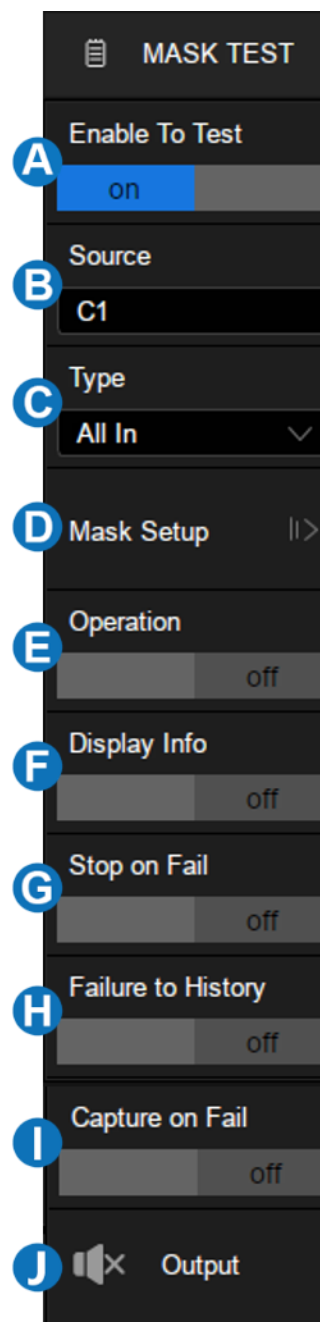 MASK TEST
Enable To Test
A
on
Source
B
C1
Type
C
All In
D
Mask Setup
Operation
E
off
Display Info
F
off
Stop on Fail
G
off
Failure to History
H
off
Capture on Fail
I
off
J
Output